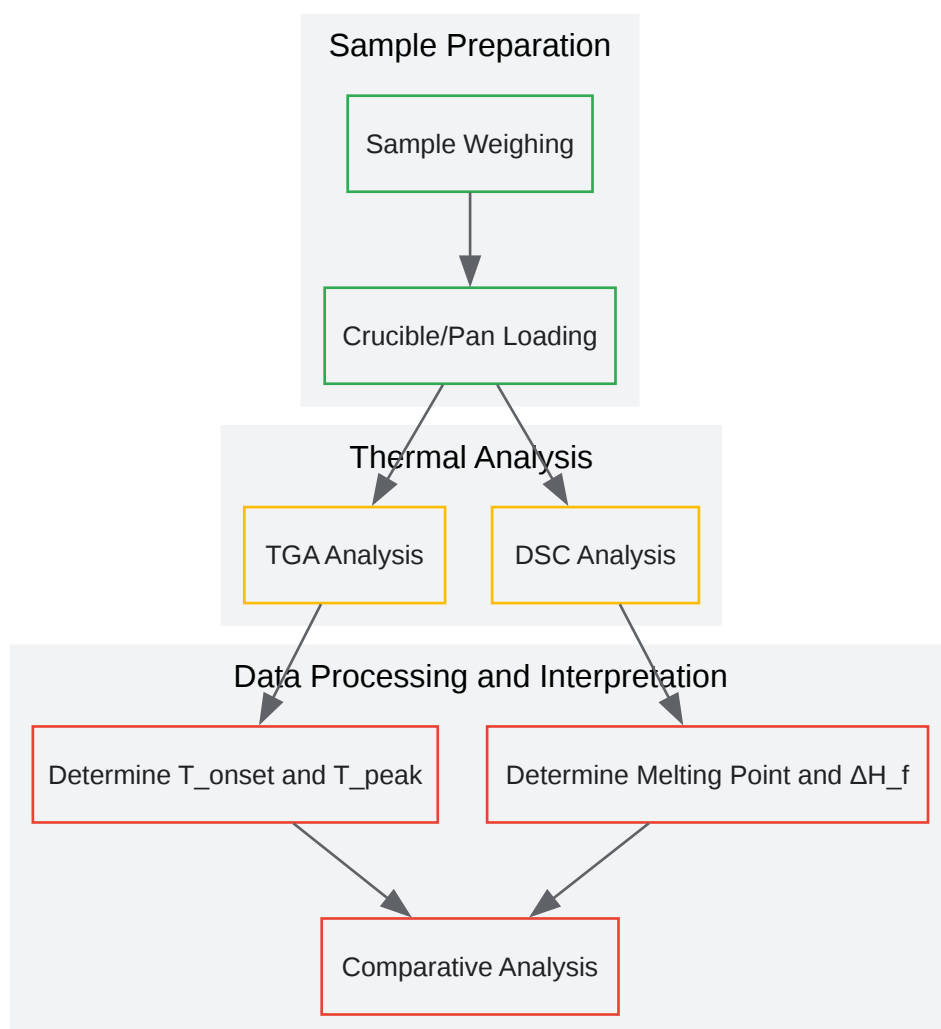 Sample Preparation
Sample Weighing
Crucible/Pan Loading
Thermal Analysis
TGA Analysis
DSC Analysis
Data Processing and Interpretation
Determine T_onset and T_peak
Determine Melting Point and ΔH_f
Comparative Analysis